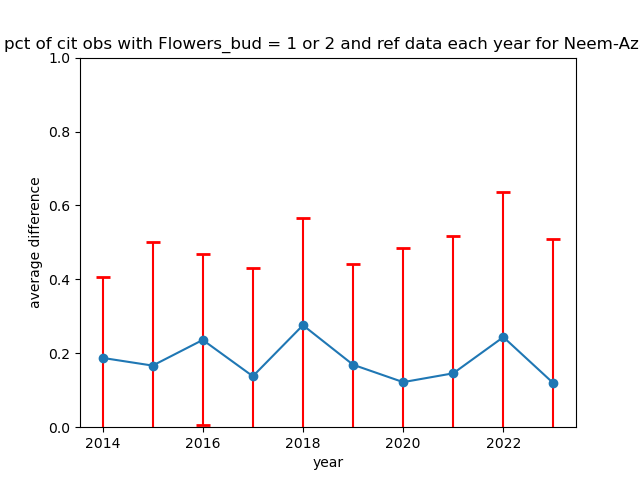 pct of cit obs with Flowers_bud = 1 or 2 and ref data each year for Neem-Az
1.0
0.8
0.6
0.4
0.2
0.0
average difference
2014 2016 2018 2020 2022
year